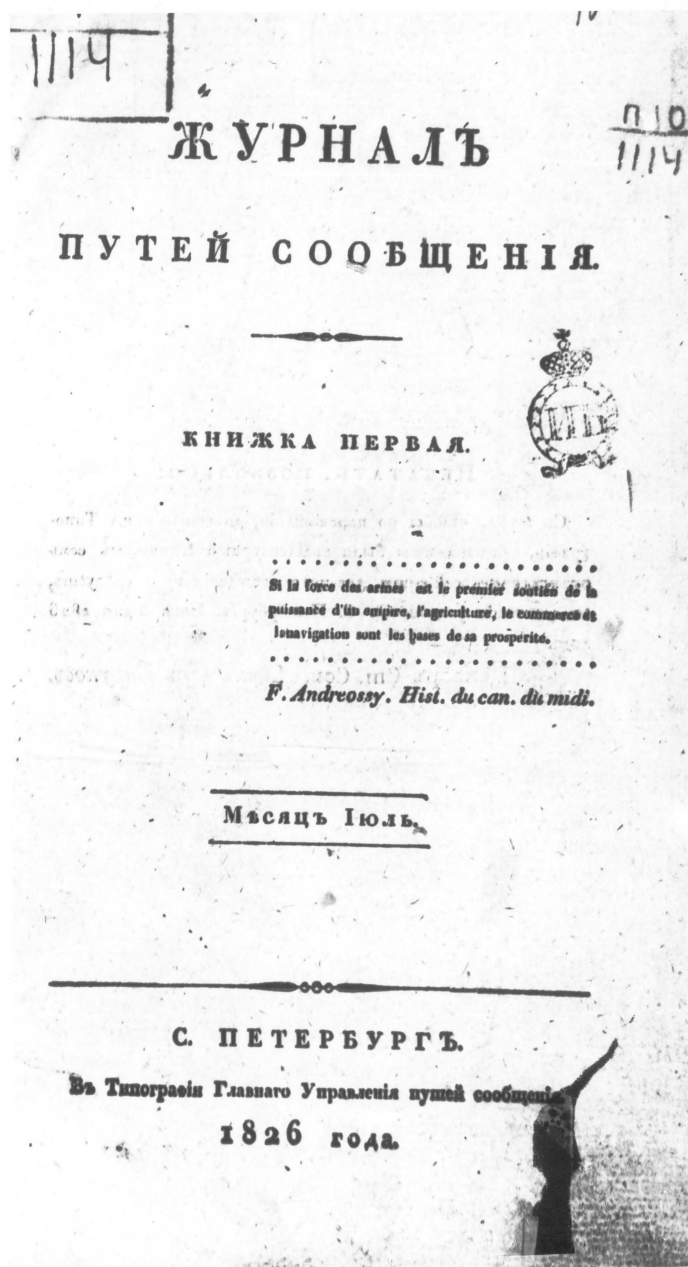 1114
П 10
1114
ЖУРНАЛЪ
ПУТЕЙ СООБЩЕНІЯ.
КНИЖКА ПЕРВАЯ.
Si la force des armes est le premier soutien de la
puissance d'un empire, l'agriculture, le commerce et
la navigation sont les bases de sa prospérité.
F. Andreossy. Hist. du can. du midi.
Мѣсяцъ Іюль.
С. ПЕТЕРБУРГЪ.
Въ Типографіи Главнаго Управленія путей сообщенія.
1826 года.